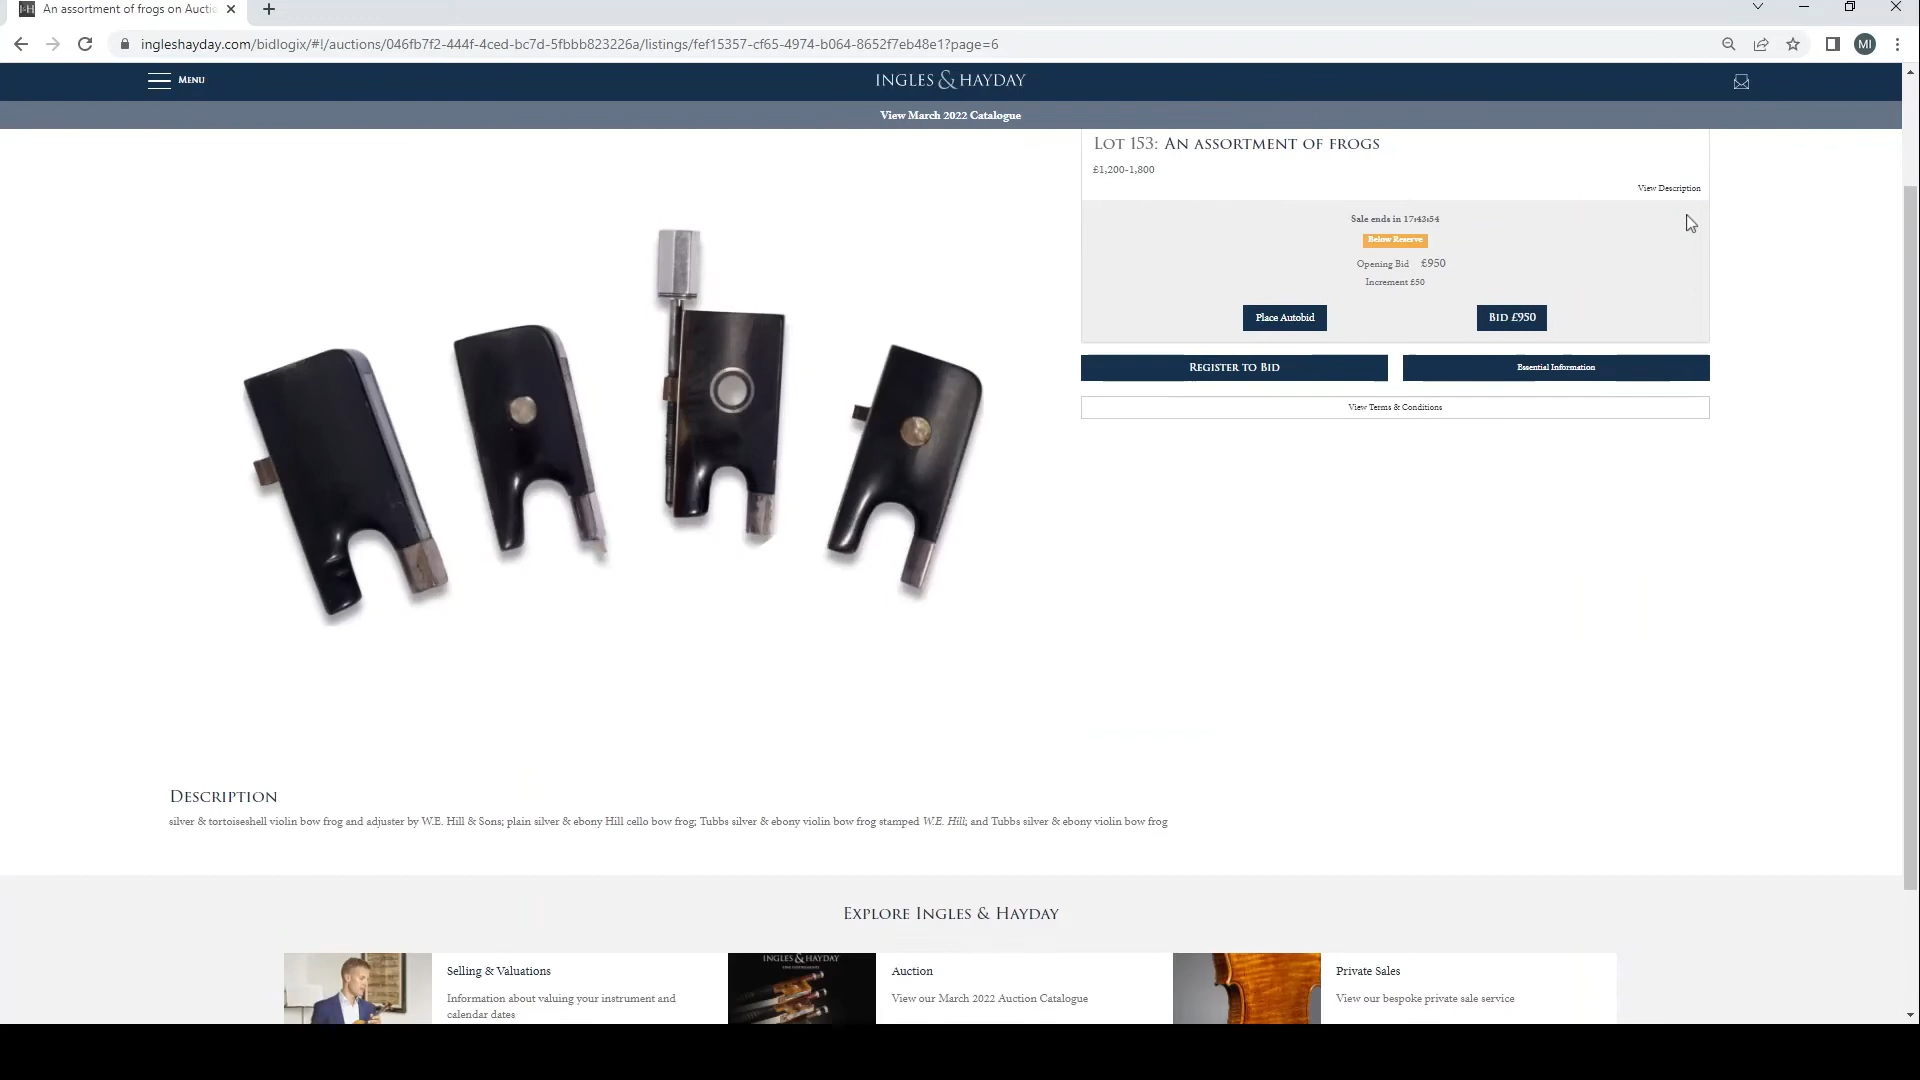 An assortment of frogs on Auctio
ingleshayday.com/bidlogix/#!/auctions/046fb7f2-444f-4ced-bc7d-5fbbb823226a/listings/fef15357-cf65-4974-b064-8652f7eb48e1?page=6
MI
MENU
INGLES & HAYDAY
View March 2022 Catalogue
LOT 153: AN ASSORTMENT OF FROGS
£1,200-1,800
View Description
Sale ends in 17:43:54
Below Reserve
Opening Bid £950
Increment £50
Place Autobid
BID £950
REGISTER TO BID
Essential Information
View Terms & Conditions
DESCRIPTION
silver & tortoiseshell violin bow frog and adjuster by W.E. Hill & Sons; plain silver & ebony Hill cello bow frog; Tubbs silver & ebony violin bow frog stamped W.E. Hill; and Tubbs silver & ebony violin bow frog
EXPLORE INGLES & HAYDAY
Selling & Valuations
Information about valuing your instrument and
calendar dates
INGLES & HAYDAY
Auction
View our March 2022 Auction Catalogue
Private Sales
View our bespoke private sale service